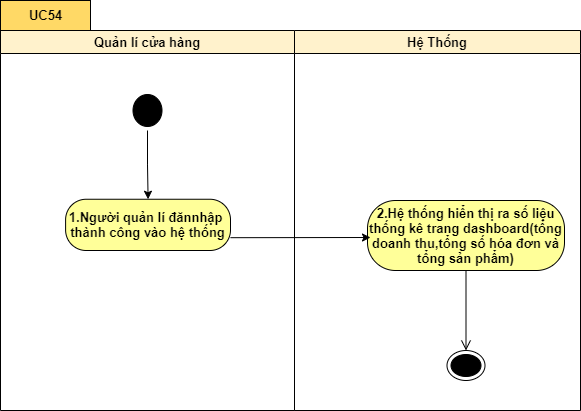 UC54
Quản lí cửa hàng
Hệ Thống
1.Người quản lí đănnhập
thành công vào hệ thống
2.Hệ thống hiển thị ra số liệu
thống kê trang dashboard(tổng
doanh thu,tổng số hóa đơn và
tổng sản phẩm)